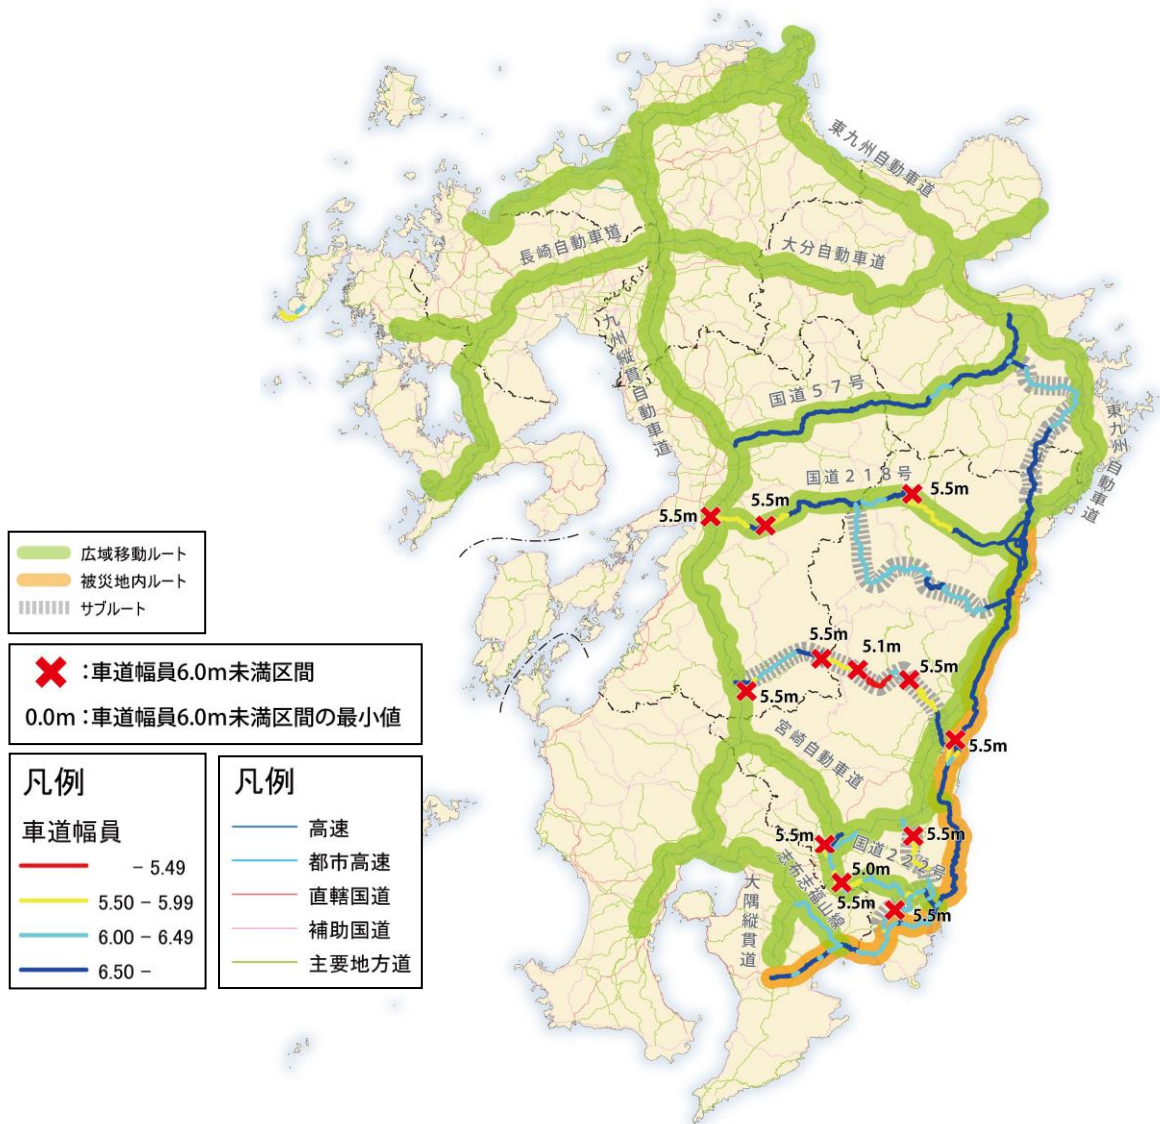 東九州自動車道
長崎自動車道
大分自動車道
九州縦貫自動車道
国道57号
東九州自動車道
国道218号
5.5m
5.5m
5.5m
広域移動ルート
被災地内ルート
サブルート
:車道幅員6.0m未満区間
0.0m:車道幅員6.0m未満区間の最小値
5.5m
5.1m
5.5m
5.5m
5.5m
宮崎自動車道
凡例
車道幅員
- 5.49
5.50 - 5.99
6.00 - 6.49
6.50 -
凡例
高速
都市高速
直轄国道
補助国道
主要地方道
5.5m
5.5m
国道222号
志布志福山線
5.0m
大隅縦貫道
5.5m
5.5m